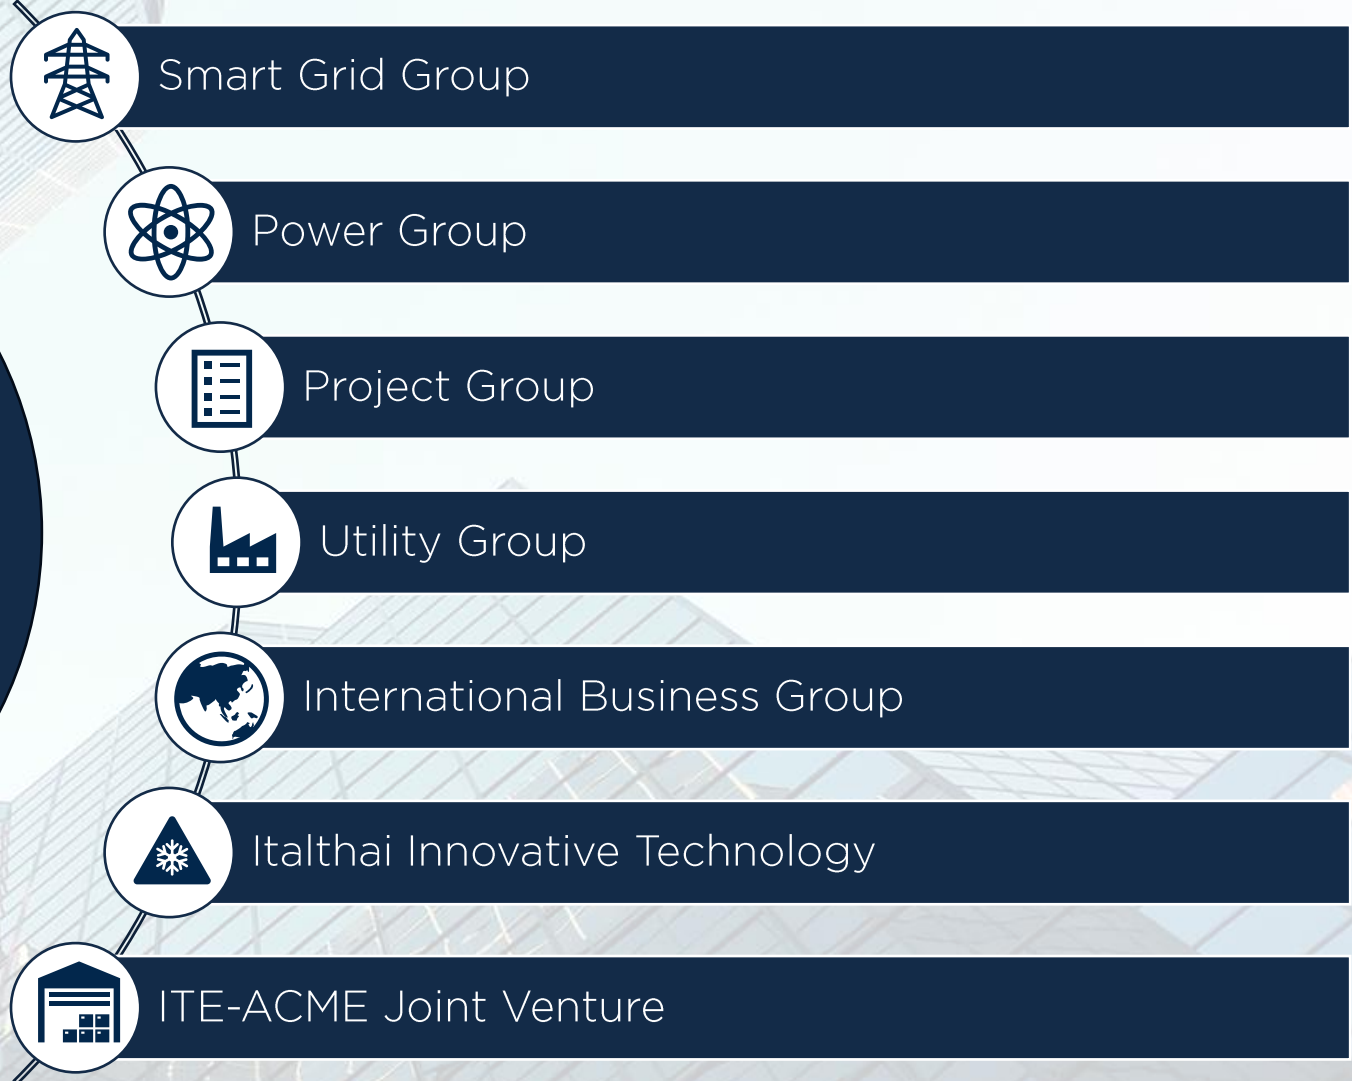 Smart Grid Group
Power Group
Project Group
Utility Group
International Business Group
Italthai Innovative Technology
ITE-ACME Joint Venture